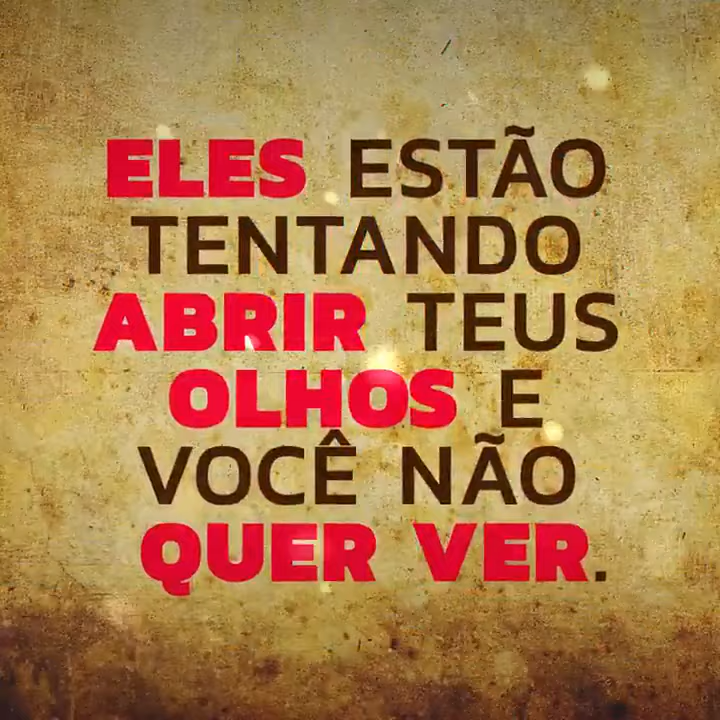 ELES ESTÃO
TENTANDO
ABRIR TEUS
OLHOS E
VOCÊ NÃO
QUER VER.